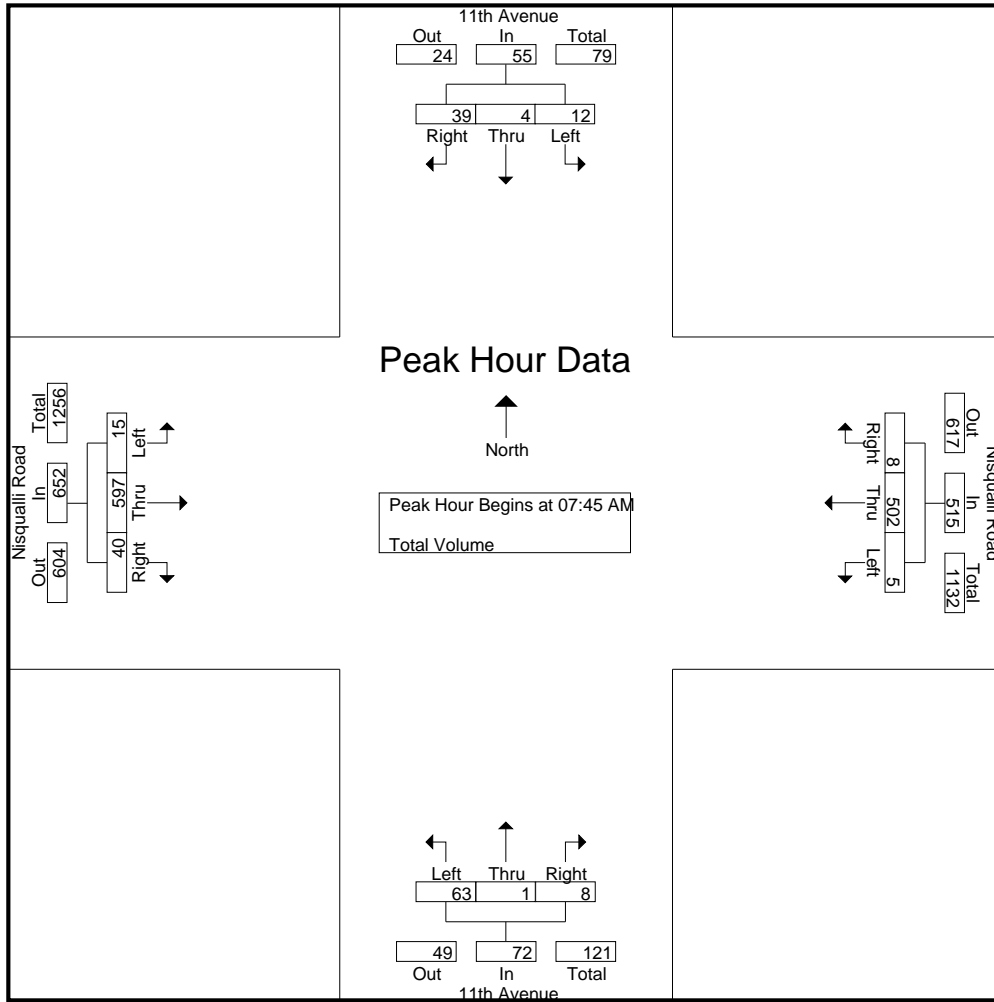 11th Avenue
Out In Total
24 55 79
39 4 12
Right Thru Left
Peak Hour Data
North
Peak Hour Begins at 07:45 AM
Total Volume
Nisqualli Road
Total In Out
1256 652 604
15 597 40
Left Thru Right
Nisqualli Road
Out In Total
617 515 1132
8 502 5
Right Thru Left
Left Thru Right
63 1 8
49 72 121
Out In Total
11th Avenue